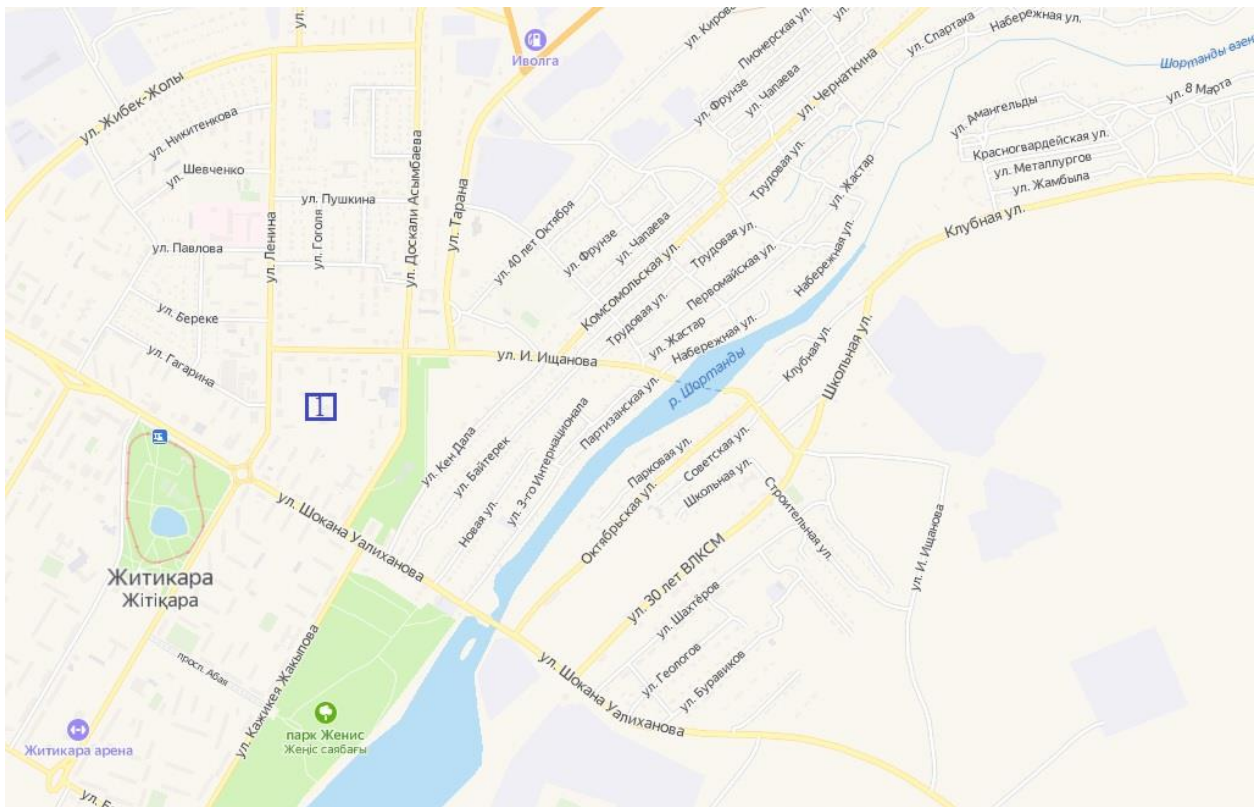 ул.
Иволга
ул. Киров
Пионерская ул.
ул.
ул. Спартака
Набережная ул.
Шортанды өзен
ул. Жибек-Жолы
ул. Никитенкова
ул. Фрунзе
ул. Чапаева
ул. Чернаткина
ул. 8 Марта
ул. Амангельды
Красногвардейская ул.
ул. Металлургов
ул. Жамбыла
Шевченко
ул. Пушкина
ул. Доскали Асымбаева
ул. Тарана
Трудовая ул.
ул. Жастар
Клубная ул.
ул. Павлова
ул. Ленина
ул. Гоголя
ул. 40 лет Октября
ул. Фрунзе
ул. Чапаева
Трудовая ул.
Первомайская ул.
Набережная ул.
ул. Береке
Комсомольская ул.
Трудовая ул.
ул. Гагарина
ул. И. Ищанова
ул. Жастар
Набережная ул.
р. Шортанды
Клубная ул.
Школьная ул.
1
Партизанская ул.
ул. Кен Дала
ул. Байтерек
Новая ул.
ул. 3-го Интернационала
Парковая ул.
Советская ул.
Школьная ул.
Октябрьская ул.
Строительная ул.
ул. И. Ищанова
ул. Шокана Уалиханова
Житикара
Жітіқара
ул. 30 лет ВЛКСМ
ул. Шахтёров
ул. Геологов
ул. Буравиков
ул. Шокана Уалиханова
просп. Абая
ул. Кажикея Жакыпова
парк Женис
Жеңіс саябағы
Житикара арена
ул. Б